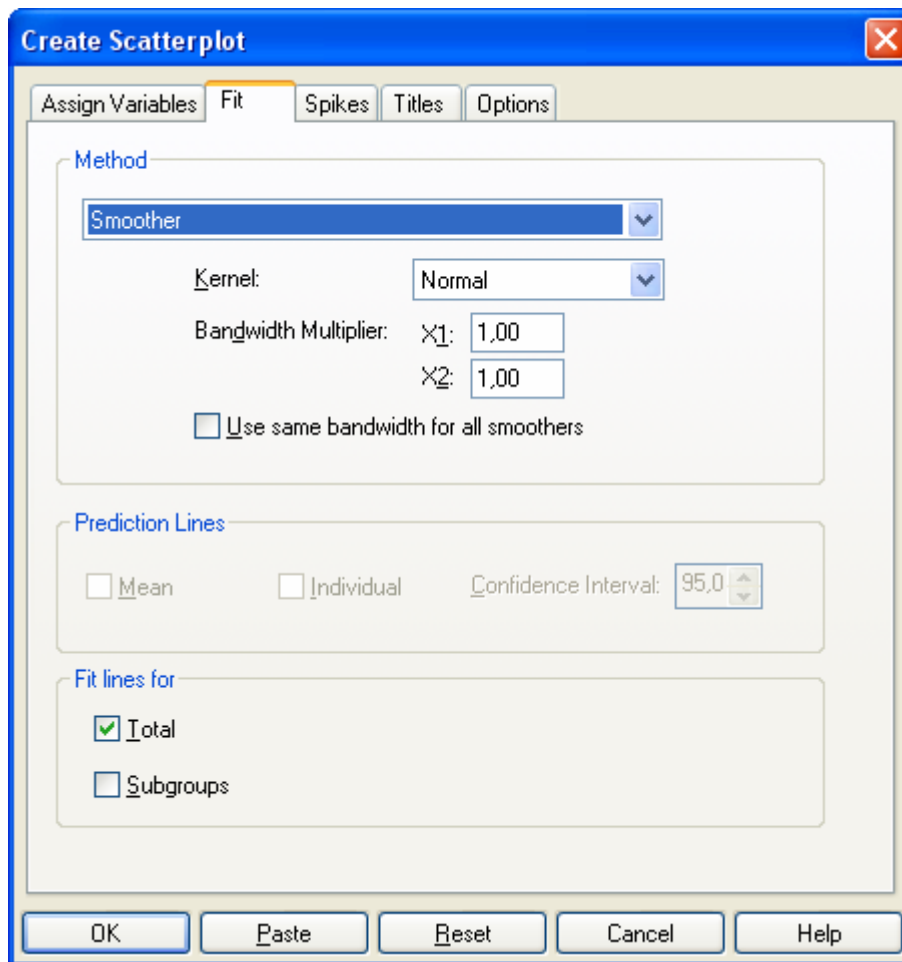 Create Scatterplot
Assign Variables Fit Spikes Titles Options
Method
Smoother
Kernel: Normal
Bandwidth Multiplier: X1: 1,00
X2: 1,00
Use same bandwidth for all smoothers
Prediction Lines
Mean Individual Confidence Interval: 95,0
Fit lines for
Total
Subgroups
OK Paste Reset Cancel Help